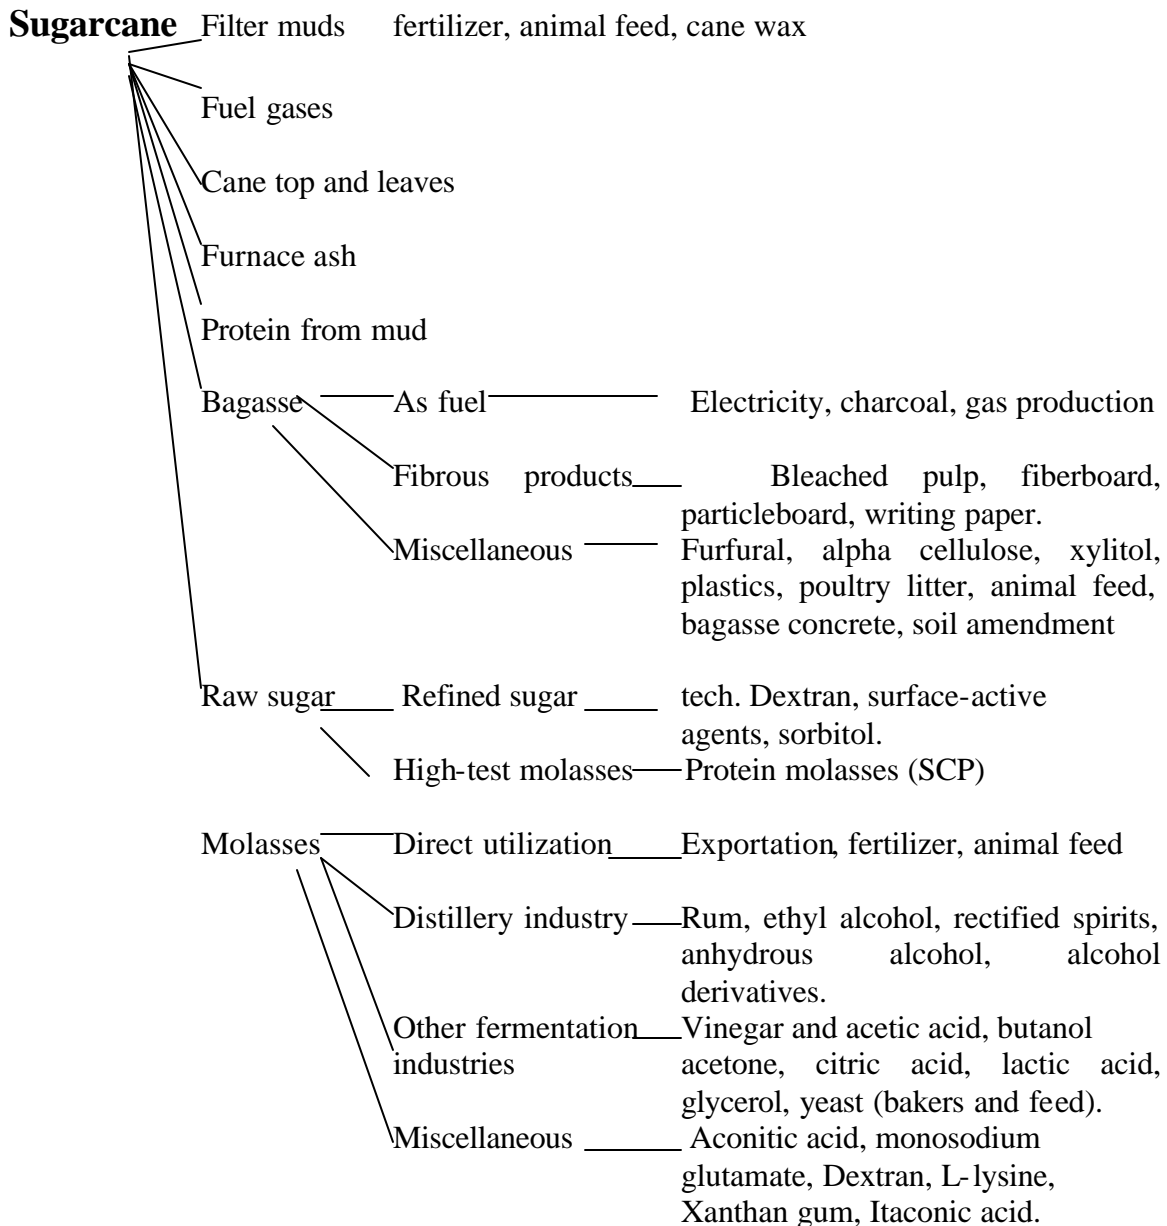 Sugarcane Filter muds fertilizer, animal feed, cane wax
Fuel gases
Cane top and leaves
Furnace ash
Protein from mud
Bagasse As fuel Electricity, charcoal, gas production
Fibrous products Bleached pulp, fiberboard,
particleboard, writing paper.
Miscellaneous Furfural, alpha cellulose, xylitol,
plastics, poultry litter, animal feed,
bagasse concrete, soil amendment
Raw sugar Refined sugar tech. Dextran, surface-active
agents, sorbitol.
High-test molasses Protein molasses (SCP)
Molasses Direct utilization Exportation, fertilizer, animal feed
Distillery industry Rum, ethyl alcohol, rectified spirits,
anhydrous alcohol, alcohol
derivatives.
Other fermentation Vinegar and acetic acid, butanol
industries acetone, citric acid, lactic acid,
glycerol, yeast (bakers and feed).
Miscellaneous Aconitic acid, monosodium
glutamate, Dextran, L-lysine,
Xanthan gum, Itaconic acid.